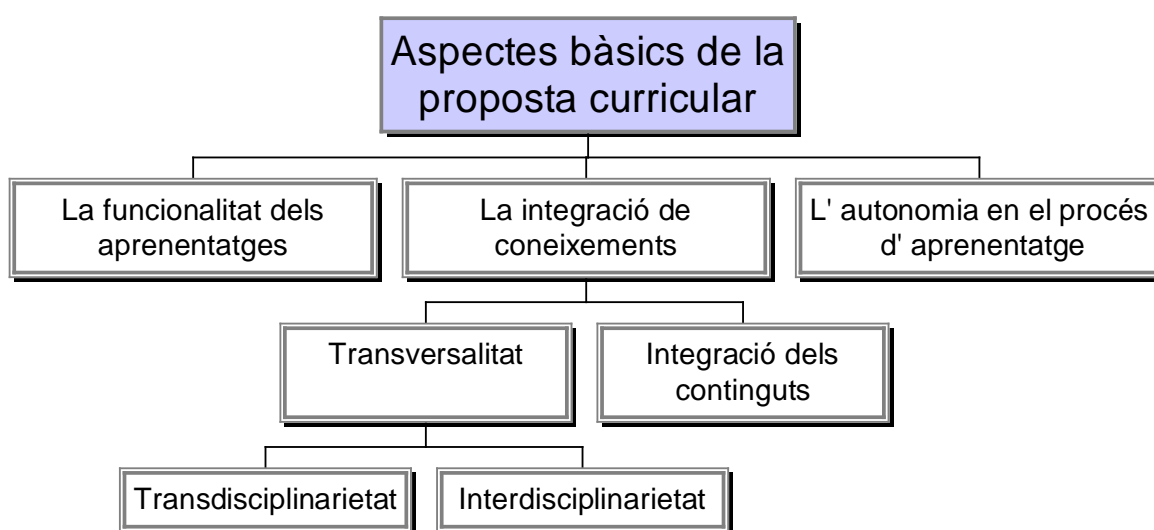 Aspectes bàsics de la
proposta curricular
La funcionalitat dels
aprenentatges
La integració de
coneixements
L' autonomia en el procés
d' aprenentatge
Transversalitat
Integració dels
continguts
Transdisciplinarietat
Interdisciplinarietat